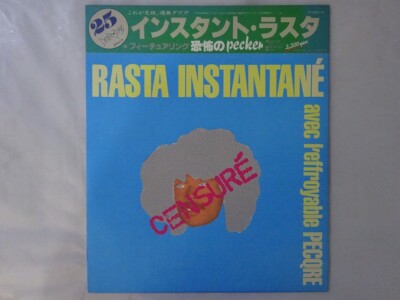 25
インスタント・ラスタ
フィーチュアリング 恐怖のpecker
RASTA INSTANTANÉ
avec l'effroyable PECQRE
CENSURÉ